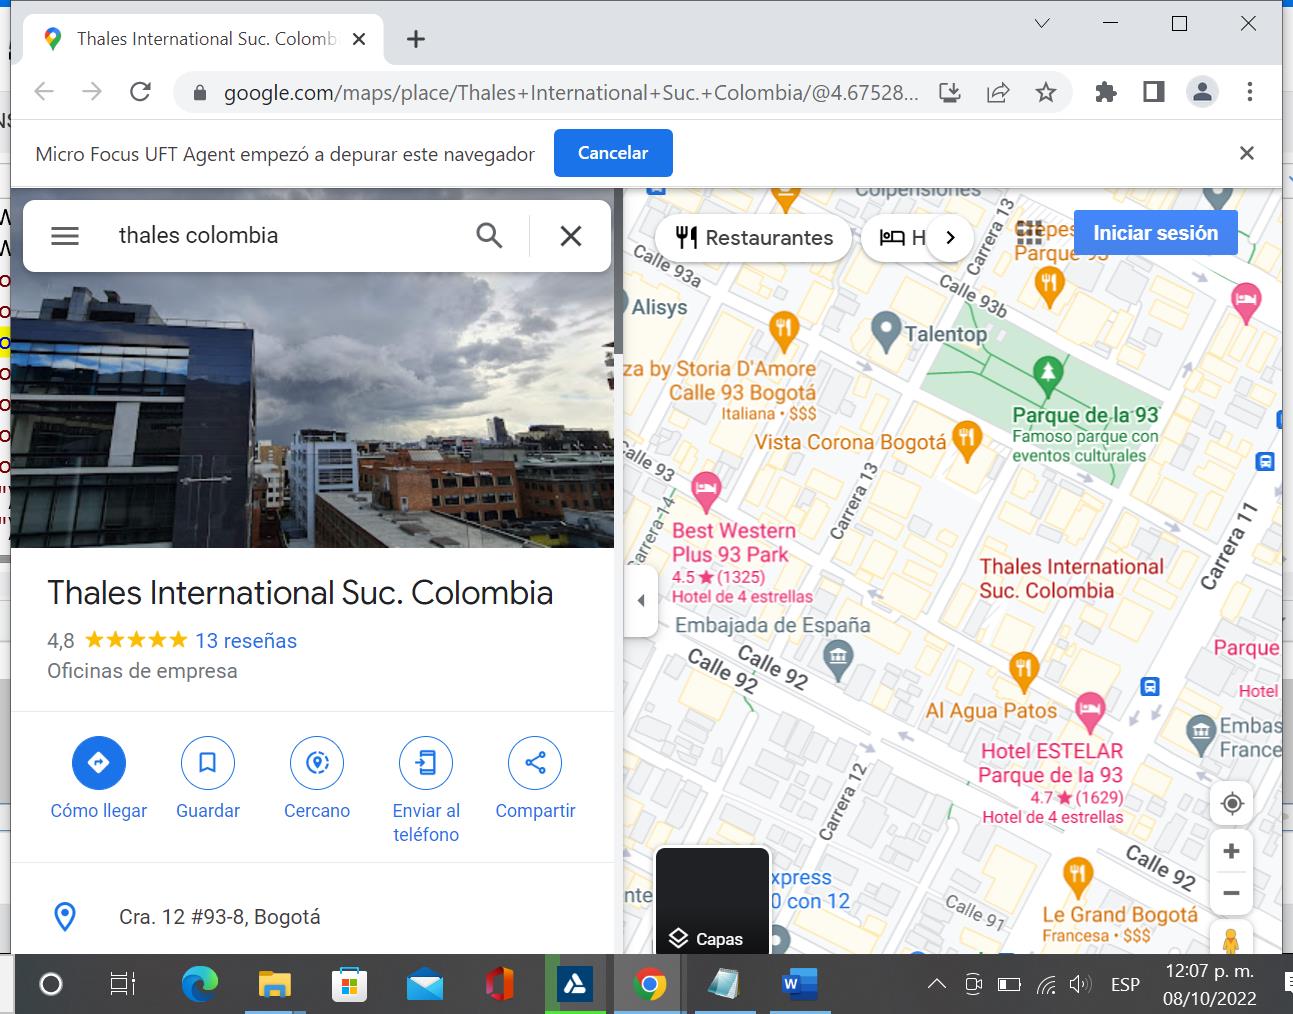 Thales International Suc. Colomb
google.com/maps/place/Thales+International+Suc.+Colombia/@4.67528...
Micro Focus UFT Agent empezó a depurar este navegador
Cancelar
thales colombia
Thales International Suc. Colombia
4,8
13 reseñas
Oficinas de empresa
Cómo llegar
Guardar
Cercano
Enviar al
teléfono
Compartir
Cra. 12 #93-8, Bogotá
Colpensiones
Restaurantes
H
Iniciar sesión
Crepes
Parque 93
Carrera 13
Calle 93a
Calle 93b
Alisys
Talentop
za by Storia D'Amore
Calle 93 Bogotá
Italiana • $$$
Parque de la 93
Famoso parque con
eventos culturales
Vista Corona Bogotá
Calle 93
Carrera 13
Carrera 14
Carrera 11
Best Western
Plus 93 Park
4.5 ★ (1325)
Hotel de 4 estrellas
Thales International
Suc. Colombia
Embajada de España
Calle 92
Calle 92
Parque
Hotel
Al Agua Patos
Embas
France
Hotel ESTELAR
Parque de la 93
4.7 ★ (1629)
Hotel de 4 estrellas
Carrera 12
Calle 92
xpress
0 con 12
nte
Calle 91
Le Grand Bogotá
Francesa • $$$
Capas
ESP
12:07 p. m.
08/10/2022